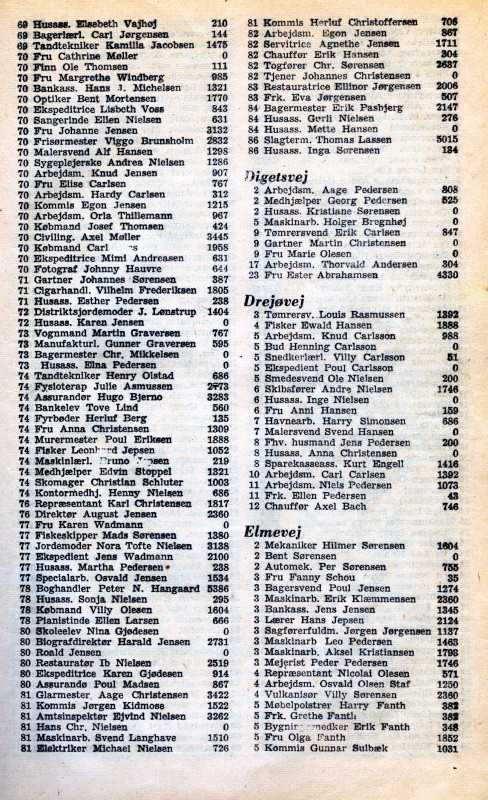 69 Husass. Elsebeth Vajhøj 210
69 Bagerlærl. Carl Jørgensen 144
69 Tandtekniker Kamilla Jacobsen 1475
70 Fru Cathrine Møller 0
70 Finn Ole Thomsen 111
70 Fru Margrethe Windberg 985
70 Bankass. Hans J. Michelsen 1321
70 Optiker Bent Mortensen 1770
70 Ekspeditrice Lisbeth Voss 843
70 Sangerinde Ellen Nielsen 631
70 Fru Johanne Jensen 3132
70 Frisørmester Viggo Brunsholm 2832
70 Malersvend Alf Hansen 1298
70 Sygeplejerske Andrea Nielsen 1286
70 Arbejdsm. Knud Jensen 907
70 Fru Elise Carlsen 767
70 Arbejdsm. Hardy Carlsen 312
70 Kommis Egon Jensen 1215
70 Arbejdsm. Orla Thillemann 967
70 Købmand Josef Thomsen 424
70 Civiling. Axel Møller 3445
70 Købmand Carl 1958
70 Ekspeditrice Mimi Andreasen 631
70 Fotograf Johnny Hauvre 644
71 Gartner Johannes Sørensen 387
71 Cigarhandl. Vilhelm Frederiksen 1805
71 Husass. Esther Pedersen 238
72 Distriktsjordemoder J. Lønstrup 1404
72 Husass. Karen Jensen 0
73 Vognmand Martin Graversen 767
73 Manufakturl. Gunner Graversen 595
73 Bagermester Chr. Mikkelsen 0
73 Husass. Elna Pedersen 0
74 Tandtekniker Henry Olstad 686
74 Fysioterap Julie Asmussen 2773
74 Assurandør Hugo Bjerno 3283
74 Bankelev Tove Lind 560
74 Fyrbøder Herluf Berg 135
74 Fru Anna Christensen 1309
74 Murermester Poul Eriksen 1888
74 Fisker Leonhard Jepsen 1052
74 Maskinlærl. Bruno Jepsen 219
74 Medhjælper Edvin Stoppel 1321
74 Skomager Christian Schluter 1003
74 Kontormedhj. Henny Nielsen 686
76 Repræsentant Karl Christensen 1817
76 Direktør August Jensen 2360
77 Fru Karen Wadmann 0
77 Fiskeskipper Mads Sørensen 1380
77 Jordemoder Nora Tofte Nielsen 3138
77 Ekspedient Jens Wadmann 2100
77 Husass. Martha Pedersen 238
77 Specialarb. Osvald Jensen 1534
78 Boghandler Peter N. Hangaard 5386
78 Husass. Sonja Nielsen 295
78 Købmand Villy Olesen 1604
78 Pianistinde Ellen Larsen 666
80 Skoleelev Nina Gjødesen 0
80 Biografdirektør Harald Jensen 2731
80 Roald Jensen 0
80 Restauratør Ib Nielsen 2519
80 Ekspeditrice Karen Gjødesen 914
80 Assurandø Poul Madsen 867
81 Glarmester Aage Christensen 3422
81 Kommis Jørgen Kidmose 1522
81 Amtsinspektør Ejvind Nielsen 3262
81 Hans Chr. Nielsen 0
81 Maskinarb. Svend Langhave 1510
81 Elektriker Michael Nielsen 726
81 Kommis Herluf Christoffersen 706
82 Arbejdsm. Egon Jensen 867
82 Servitrice Agnethe Jensen 1711
82 Chauffør Erik Hansen 304
82 Togfører Chr. Sørensen 2687
82 Tjener Johannes Christensen 0
83 Restauratrice Ellinor Jørgensen 2006
83 Frk. Eva Jørgensen 507
84 Bagermester Erik Pasbjerg 2147
84 Husass. Gurli Nielsen 276
84 Husass. Mette Hansen 0
86 Slagterm. Thomas Lassen 5015
86 Husass. Inga Sørensen 134
Digetsvej
2 Arbejdsm. Aage Pedersen 808
2 Medhjælper Georg Pedersen 525
2 Husass. Kristiane Sørensen 0
5 Maskinarb. Holger Bregnhøj 0
9 Tømrersvend Erik Carlsen 847
9 Gartner Martin Christensen 0
9 Fru Marie Olesen 0
17 Arbejdsm. Thorvald Andersen 304
23 Fru Ester Abrahamsen 4330
Drejøvej
3 Tømrersv. Louis Rasmussen 1392
4 Fisker Ewald Hansen 1888
5 Arbejdsm. Knud Carlsson 988
5 Bud Henning Carlsson 0
5 Snedkerlærl. Villy Carlsson 51
5 Ekspedient Poul Carlsson 0
5 Smedesvend Ole Nielsen 200
6 Skibsfører Andre Nielsen 1746
6 Husass. Inge Nielsen 0
6 Fru Anni Hansen 159
7 Havnearb. Harry Simonsen 686
7 Malersvend Svend Hansen 0
8 Fhv. husmand Jens Pedersen 200
8 Husass. Anna Christensen 0
8 Sparekasseass. Kurt Engell 1416
10 Arbejdsm. Carl Carlsen 1392
11 Arbejdsm. Niels Pedersen 1073
11 Frk. Ellen Pedersen 43
12 Chauffør Axel Bach 746
Elmevej
2 Mekaniker Hilmer Sørensen 1604
2 Bent Sørensen 0
2 Automek. Per Sørensen 755
3 Fru Fanny Schou 35
3 Bagersvend Poul Jensen 1274
3 Maskinarb. Erik Klæmmensen 2360
3 Bankass. Jens Jensen 1345
3 Lærer Hans Jepsen 2124
3 Sagførerfuldm. Jørgen Jørgensen 1137
3 Maskinarb Leo Pedersen 1463
3 Maskinarb. Aksel Kristiansen 1798
3 Mejerist Peder Pedersen 1746
4 Repræsentant Nicolai Olesen 571
4 Arbejdsm. Osvald Olsen Staf 1250
4 Vulkanisør Villy Sørensen 2360
5 Møbelpolstrer Harry Fanth 382
5 Frk. Grethe Fanth 382
5 Erik Fanth 348
5 Fru Olga Fanth 1852
5 Kommis Gunnar Sulbæk 1031